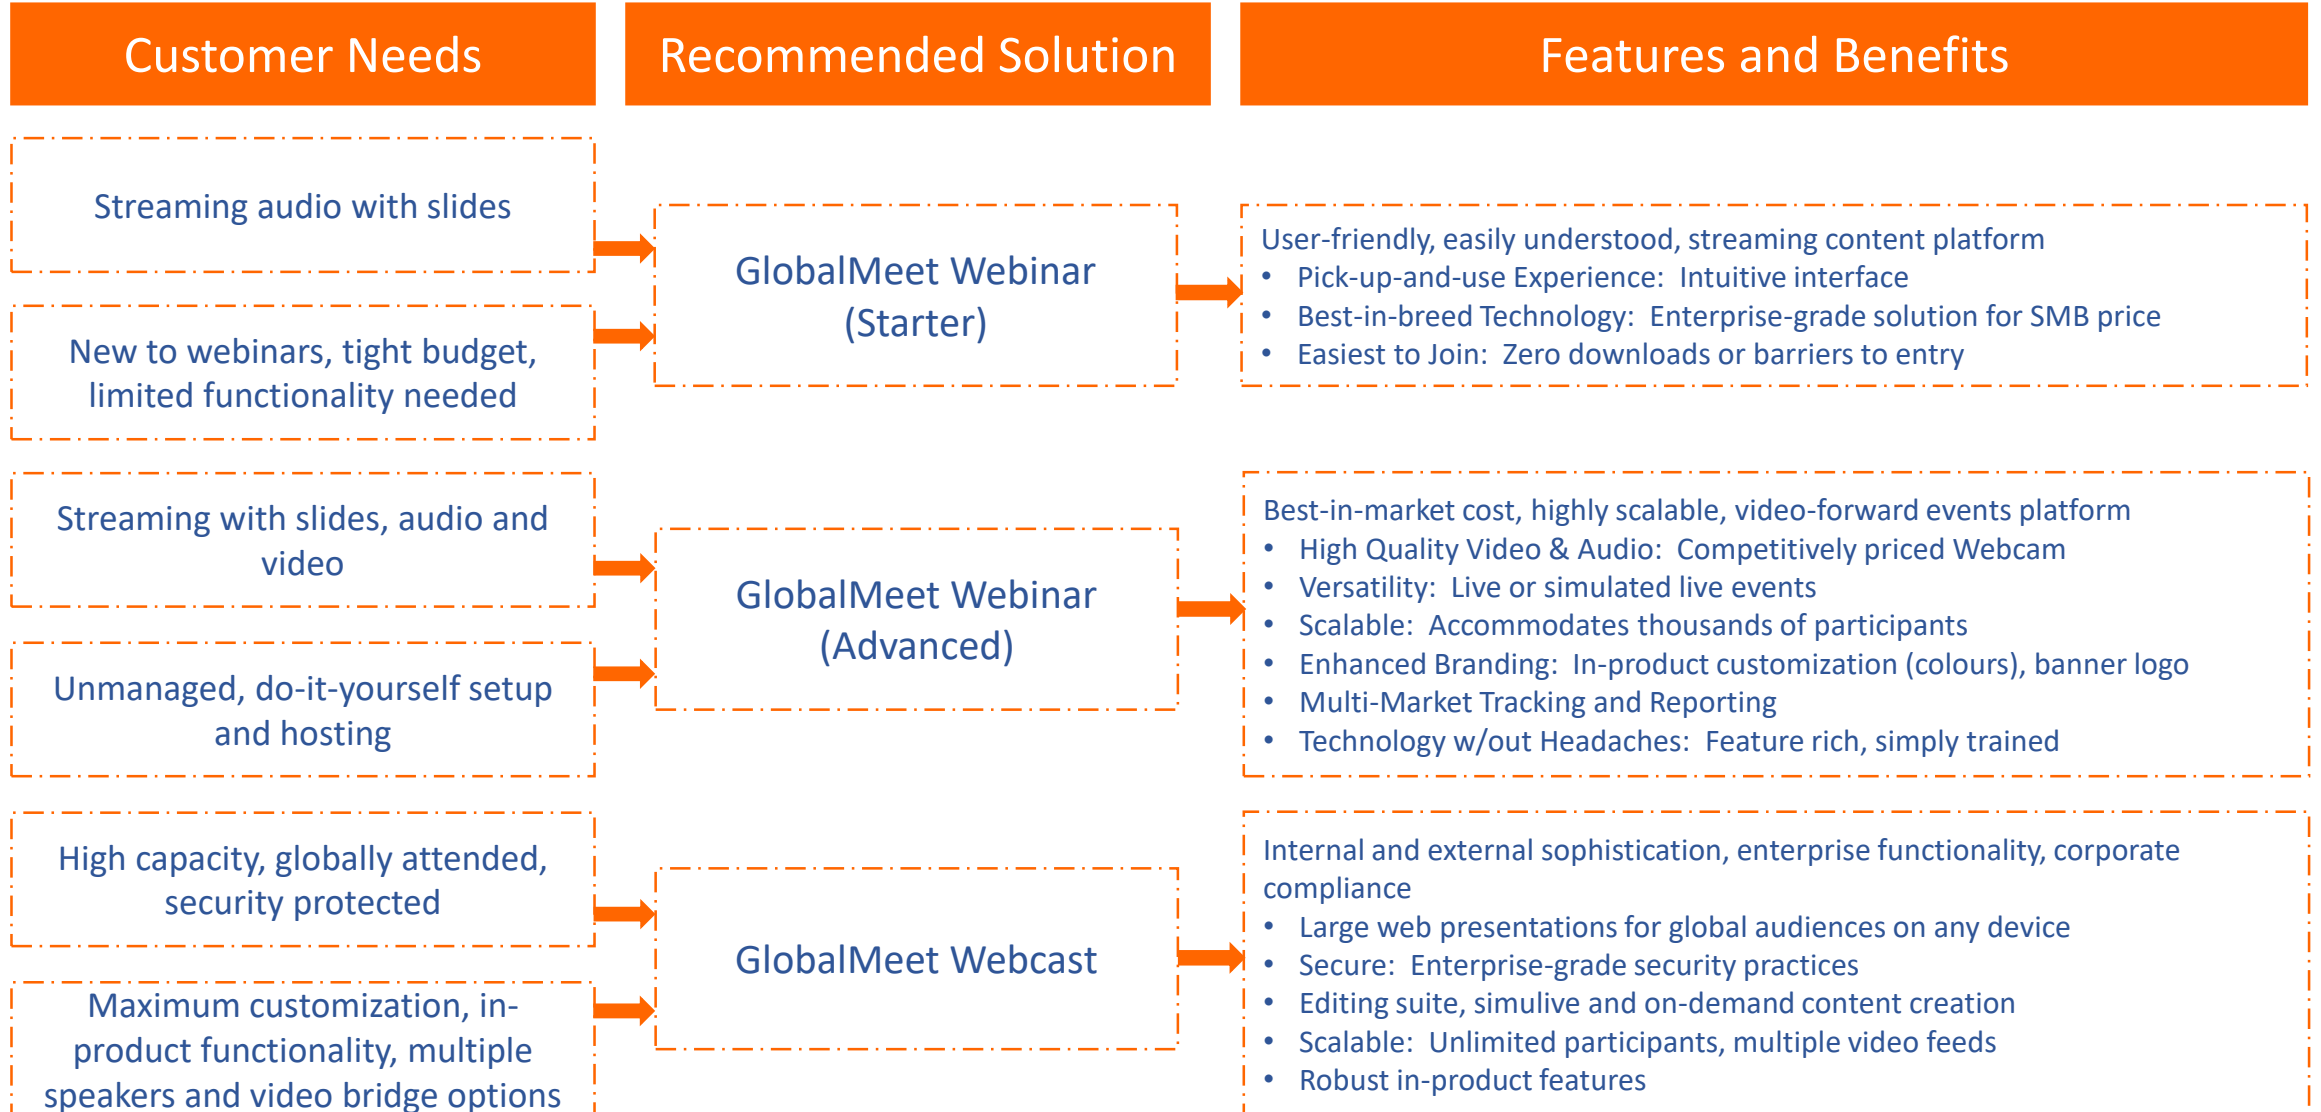 Customer Needs
Recommended Solution
Features and Benefits
Streaming audio with slides
New to webinars, tight budget,
limited functionality needed
GlobalMeet Webinar
(Starter)
User-friendly, easily understood, streaming content platform
• Pick-up-and-use Experience: Intuitive interface
• Best-in-breed Technology: Enterprise-grade solution for SMB price
• Easiest to Join: Zero downloads or barriers to entry
Streaming with slides, audio and
video
Unmanaged, do-it-yourself setup
and hosting
GlobalMeet Webinar
(Advanced)
Best-in-market cost, highly scalable, video-forward events platform
• High Quality Video & Audio: Competitively priced Webcam
• Versatility: Live or simulated live events
• Scalable: Accommodates thousands of participants
• Enhanced Branding: In-product customization (colours), banner logo
• Multi-Market Tracking and Reporting
• Technology w/out Headaches: Feature rich, simply trained
High capacity, globally attended,
security protected
Maximum customization, in-
product functionality, multiple
speakers and video bridge options
GlobalMeet Webcast
Internal and external sophistication, enterprise functionality, corporate
compliance
• Large web presentations for global audiences on any device
• Secure: Enterprise-grade security practices
• Editing suite, simulive and on-demand content creation
• Scalable: Unlimited participants, multiple video feeds
• Robust in-product features